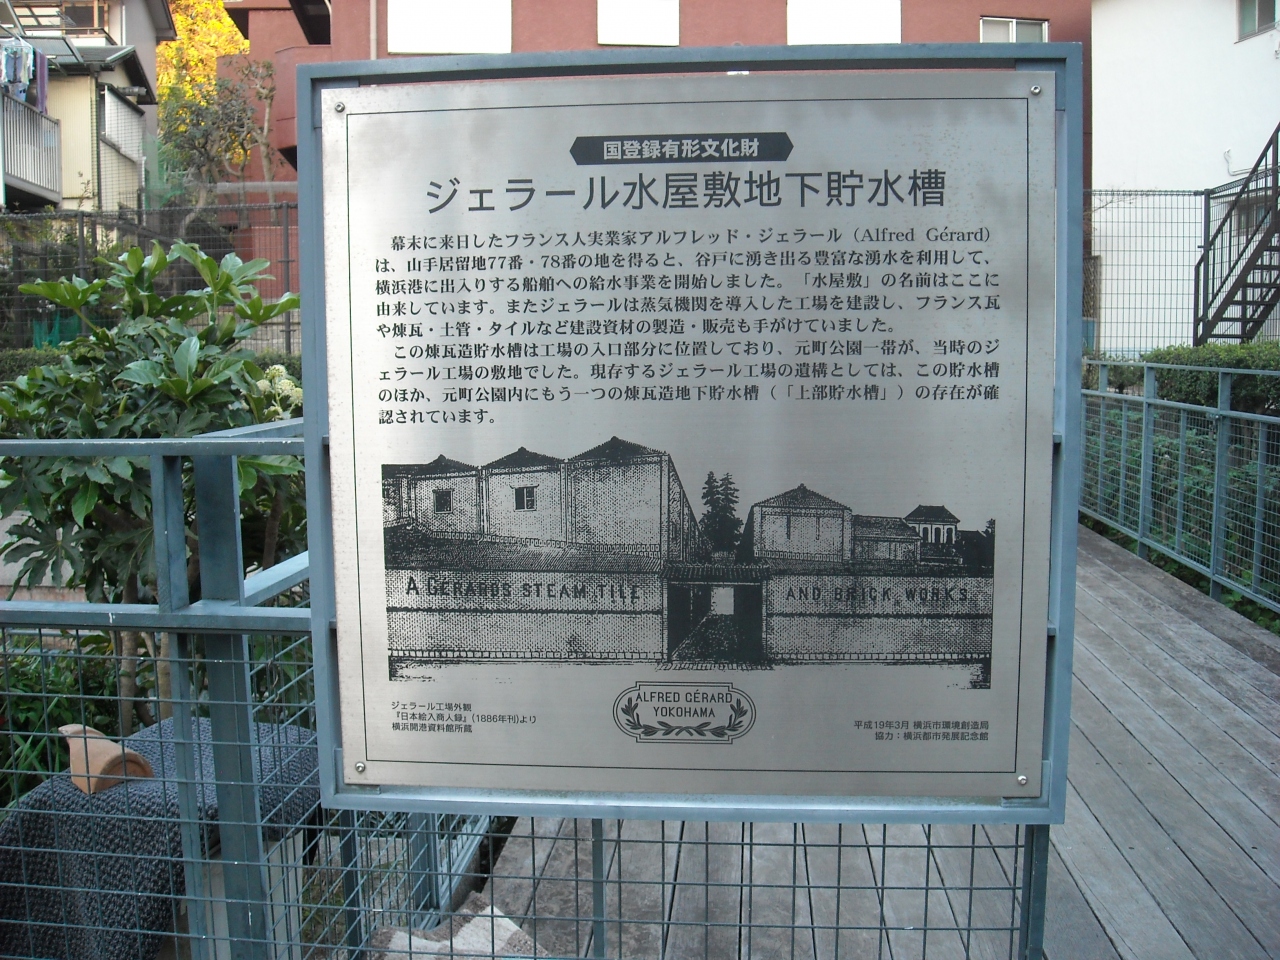 国登録有形文化財
ジェラール水屋敷地下貯水槽
幕末に来日したフランス人実業家アルフレッド・ジェラール（Alfred Gérard）
は、山手居留地77番・78番の地を得ると、谷戸に湧き出る豊富な湧水を利用して、
横浜港に出入りする船舶への給水事業を開始しました。「水屋敷」の名前はここに
由来しています。またジェラールは蒸気機関を導入した工場を建設し、フランス瓦
や煉瓦・土管・タイルなど建設資材の製造・販売も手がけていました。
この煉瓦造貯水槽は工場の入口部分に位置しており、元町公園一帯が、当時のジ
ェラール工場の敷地でした。現存するジェラール工場の遺構としては、この貯水槽
のほか、元町公園内にもう一つの煉瓦造地下貯水槽（「上部貯水槽」）の存在が確
認されています。
A GERARDS STEAM TILE AND BRICK WORKS
ジェラール工場外観
『日本絵入商人録』（1886年刊）より
横浜開港資料館所蔵
ALFRED GÉRARD
YOKOHAMA
平成19年3月 横浜市環境創造局
協力：横浜都市発展記念館